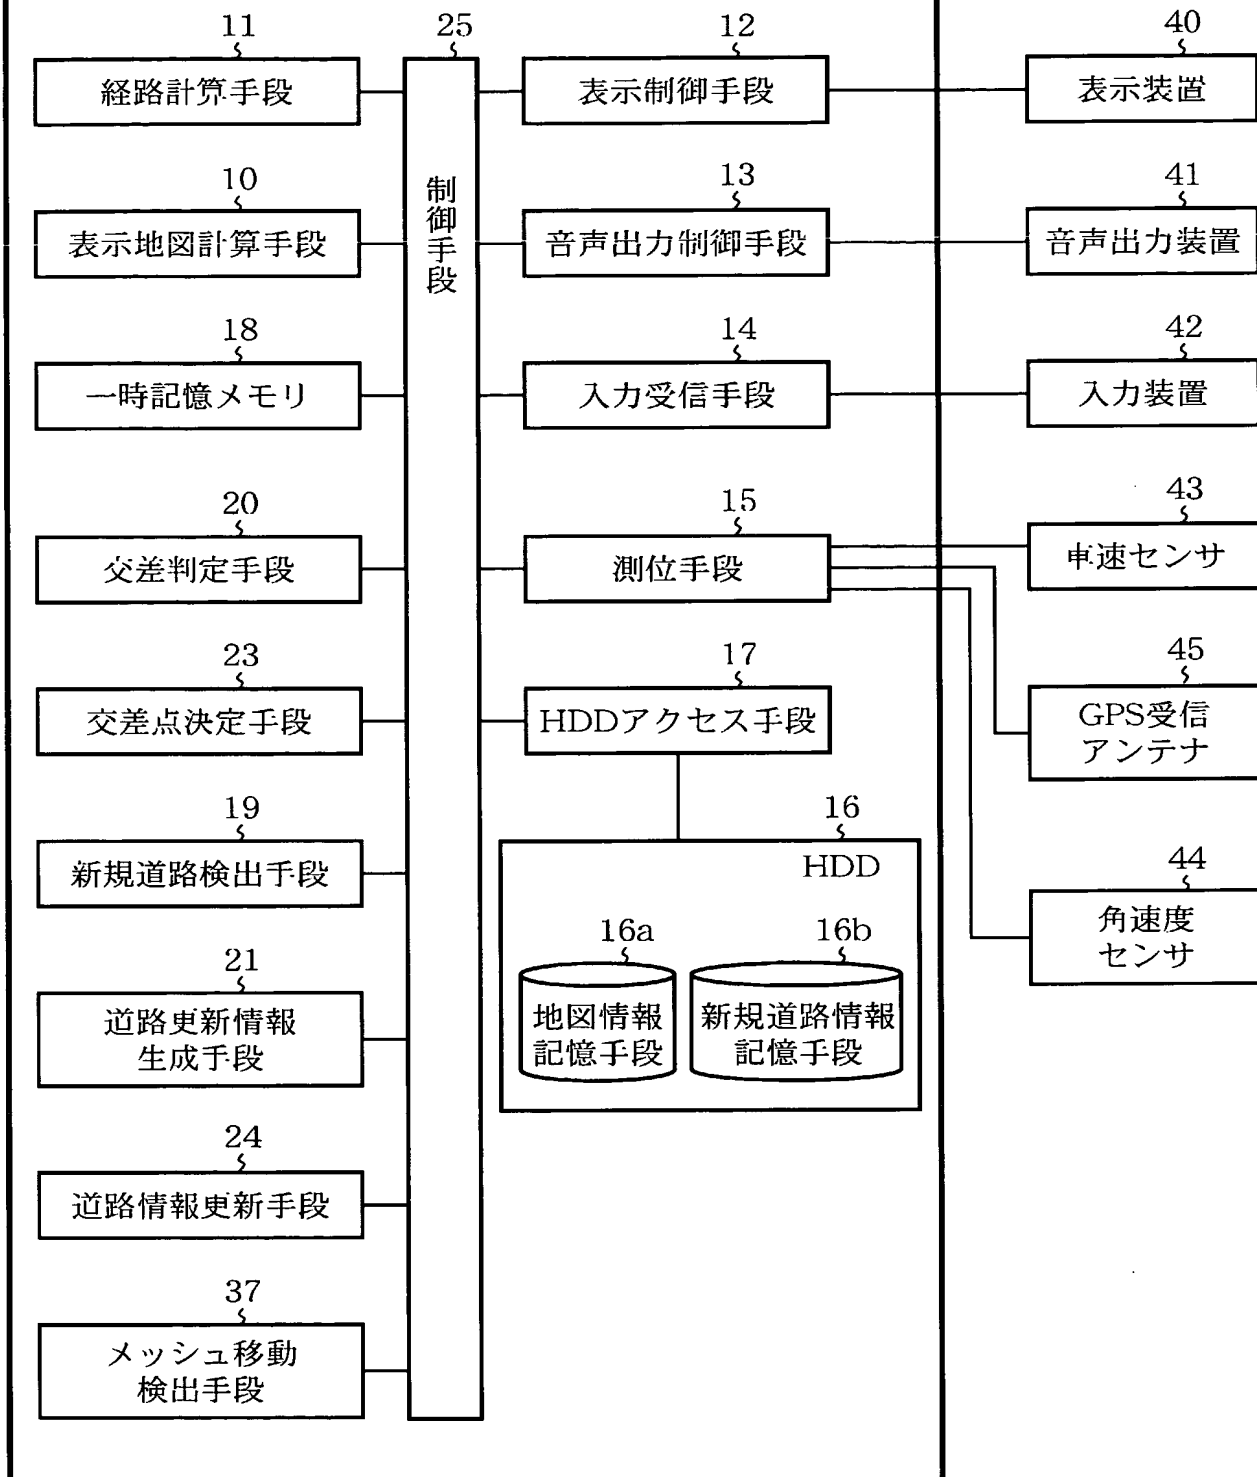 11
経路計算手段
10
表示地図計算手段
18
一時記憶メモリ
20
交差判定手段
23
交差点決定手段
19
新規道路検出手段
21
道路更新情報
生成手段
24
道路情報更新手段
37
メッシュ移動
検出手段
25
制御手段
12
表示制御手段
13
音声出力制御手段
14
入力受信手段
15
測位手段
17
HDDアクセス手段
16
HDD
16a
地図情報
記憶手段
16b
新規道路情報
記憶手段
40
表示装置
41
音声出力装置
42
入力装置
43
車速センサ
45
GPS受信
アンテナ
44
角速度
センサ